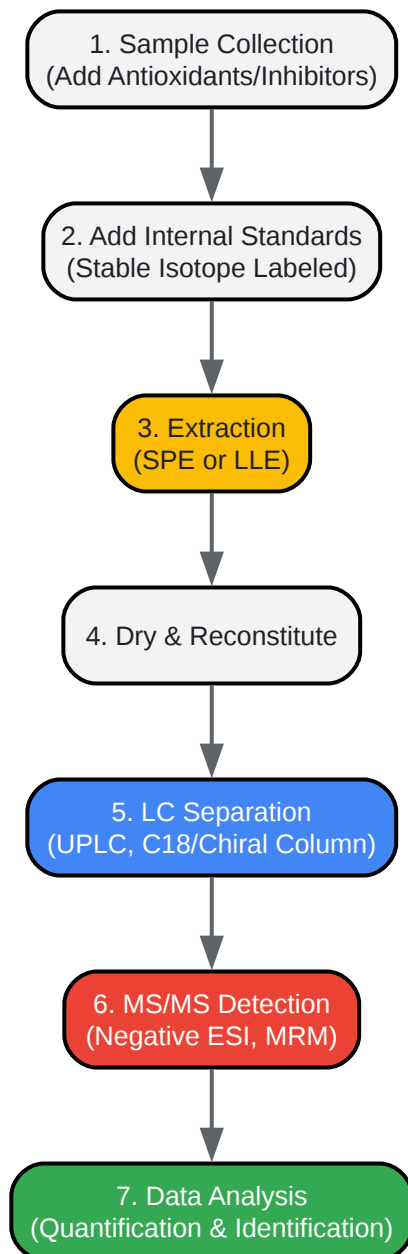 1. Sample Collection
(Add Antioxidants/Inhibitors)
2. Add Internal Standards
(Stable Isotope Labeled)
3. Extraction
(SPE or LLE)
4. Dry & Reconstitute
5. LC Separation
(UPLC, C18/Chiral Column)
6. MS/MS Detection
(Negative ESI, MRM)
7. Data Analysis
(Quantification & Identification)